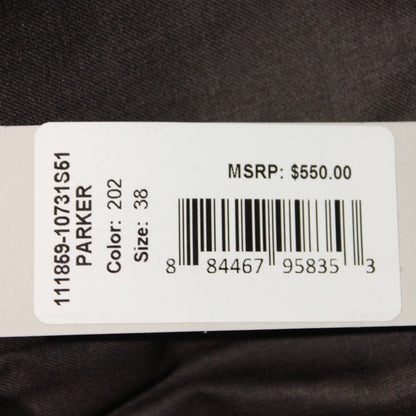 111859-10731S51
PARKER
Color: 202
Size: 38
MSRP: $550.00
8 84467 95835 3